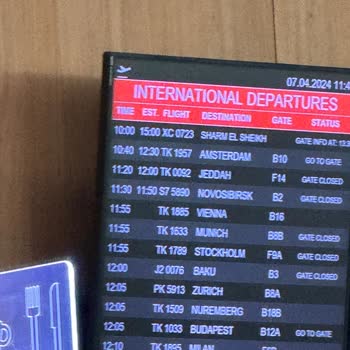 07.04.2024 11:4
INTERNATIONAL DEPARTURES
TIME EST. FLIGHT DESTINATION GATE STATUS
10:00 15:00 XC 0723 SHARM EL SHEIKH GATE INFO AT: 13:3
10:40 12:30 TK 1957 AMSTERDAM B10 GO TO GATE
11:20 12:00 TK 0092 JEDDAH F14 GATE CLOSED
11:30 11:50 S7 5890 NOVOSIBIRSK B2 GATE CLOSED
11:55 TK 1885 VIENNA B16
11:55 TK 1633 MUNICH B8B GATE CLOSED
11:55 TK 1789 STOCKHOLM F9A GATE CLOSED
12:00 J2 0076 BAKU B3 GATE CLOSED
12:05 PK 5913 ZURICH B8A
12:05 TK 1509 NUREMBERG B18B
12:05 TK 1033 BUDAPEST B12A GO TO GATE
12:10 TK 1895 MILAN